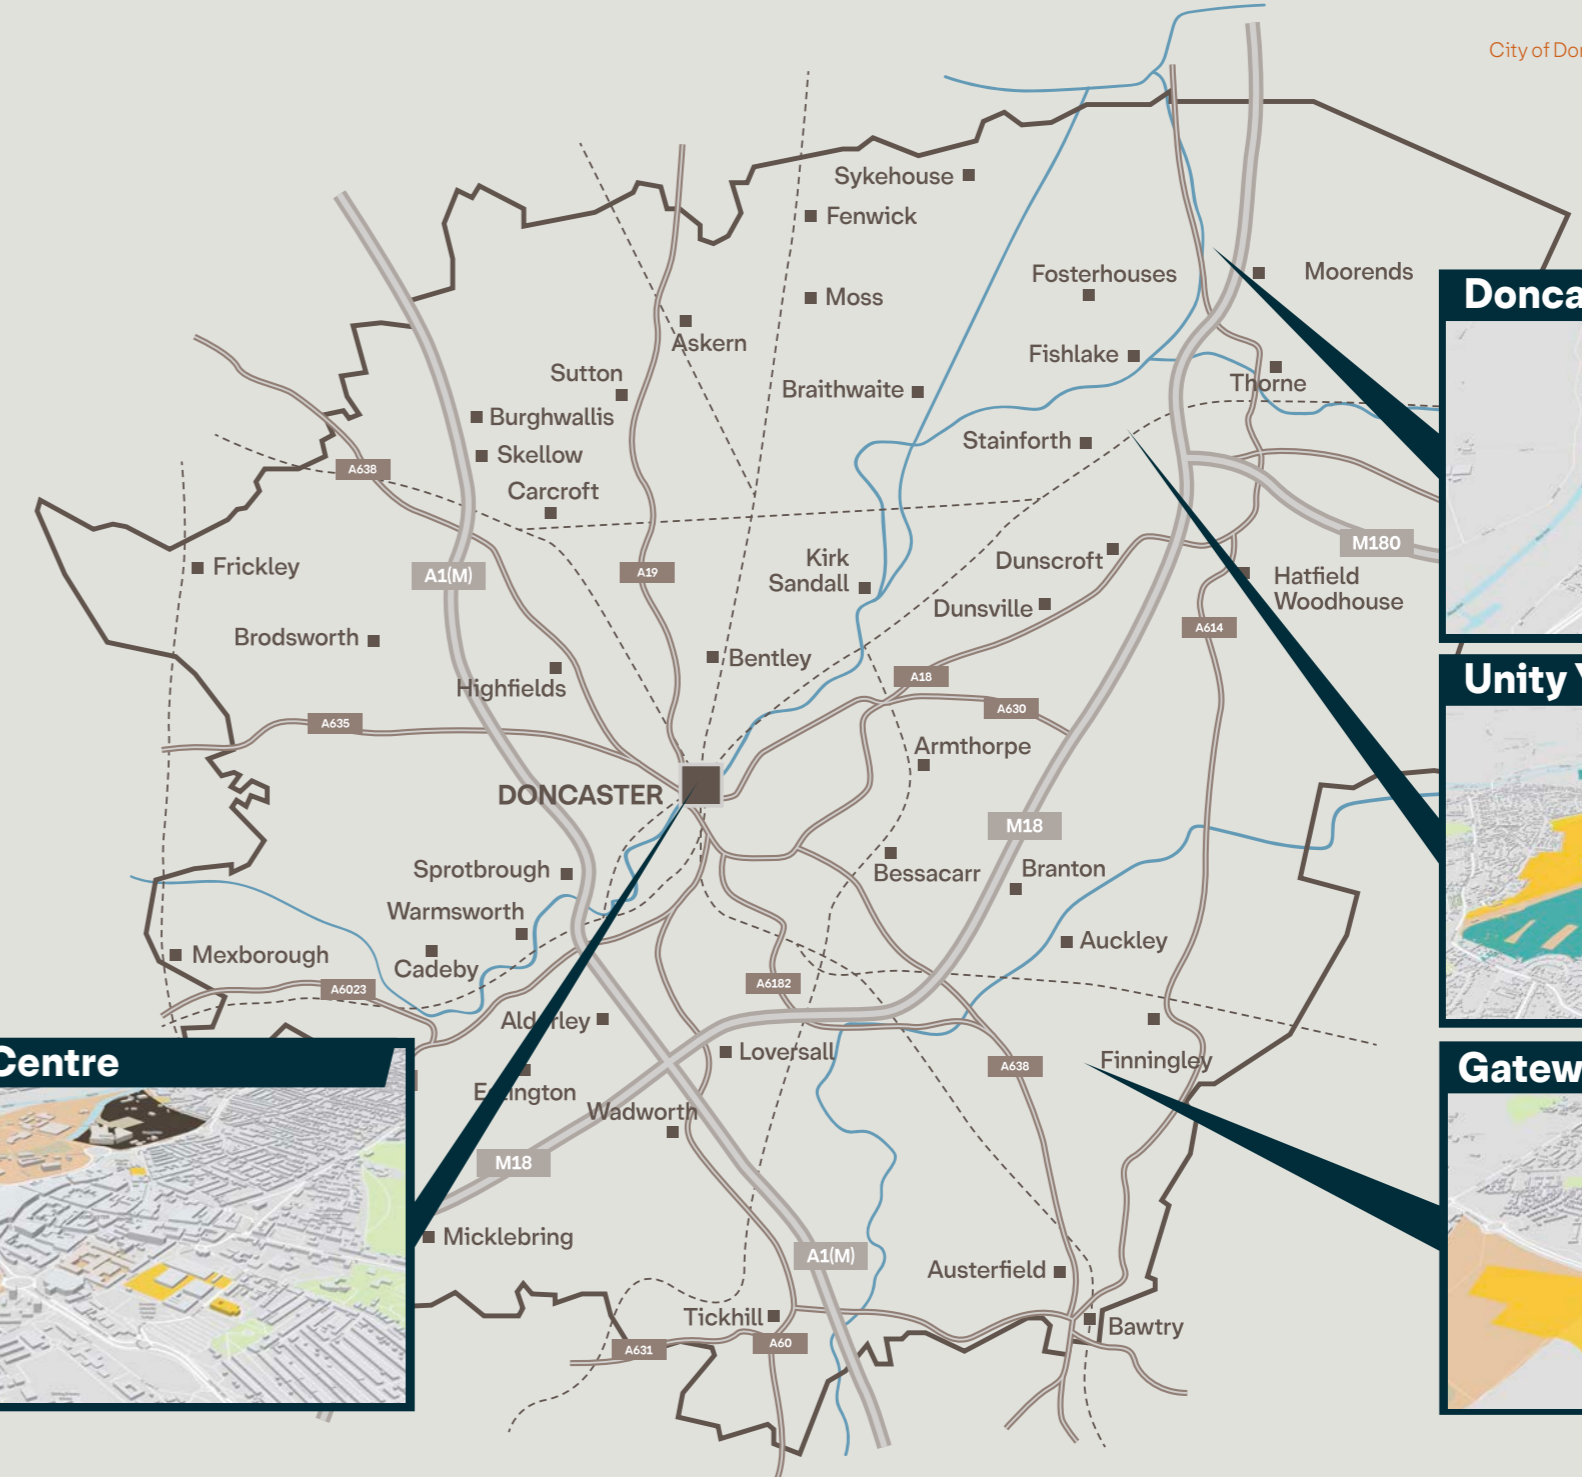 City of Don
Sykehouse
Fenwick
Fosterhouses
Moorends
Donca
Moss
Askern
Fishlake
Sutton
Thorne
Braithwaite
Burghwallis
Stainforth
Skellow
A638
Carcroft
M180
Kirk
Sandall
Dunscroft
Frickley
A1(M)
A19
Hatfield
Woodhouse
Dunsville
A614
Brodsworth
Bentley
Highfields
A18
Unity Y
A635
A630
Armthorpe
DONCASTER
M18
Sprotbrough
Bessacarr
Branton
Warmsworth
Auckley
Mexborough
Cadeby
A6023
A6182
Alderley
Loversall
Finningley
Centre
A638
Gatew
Wadworth
M18
Micklebring
A1(M)
Austerfield
Tickhill
Bawtry
A631
A60